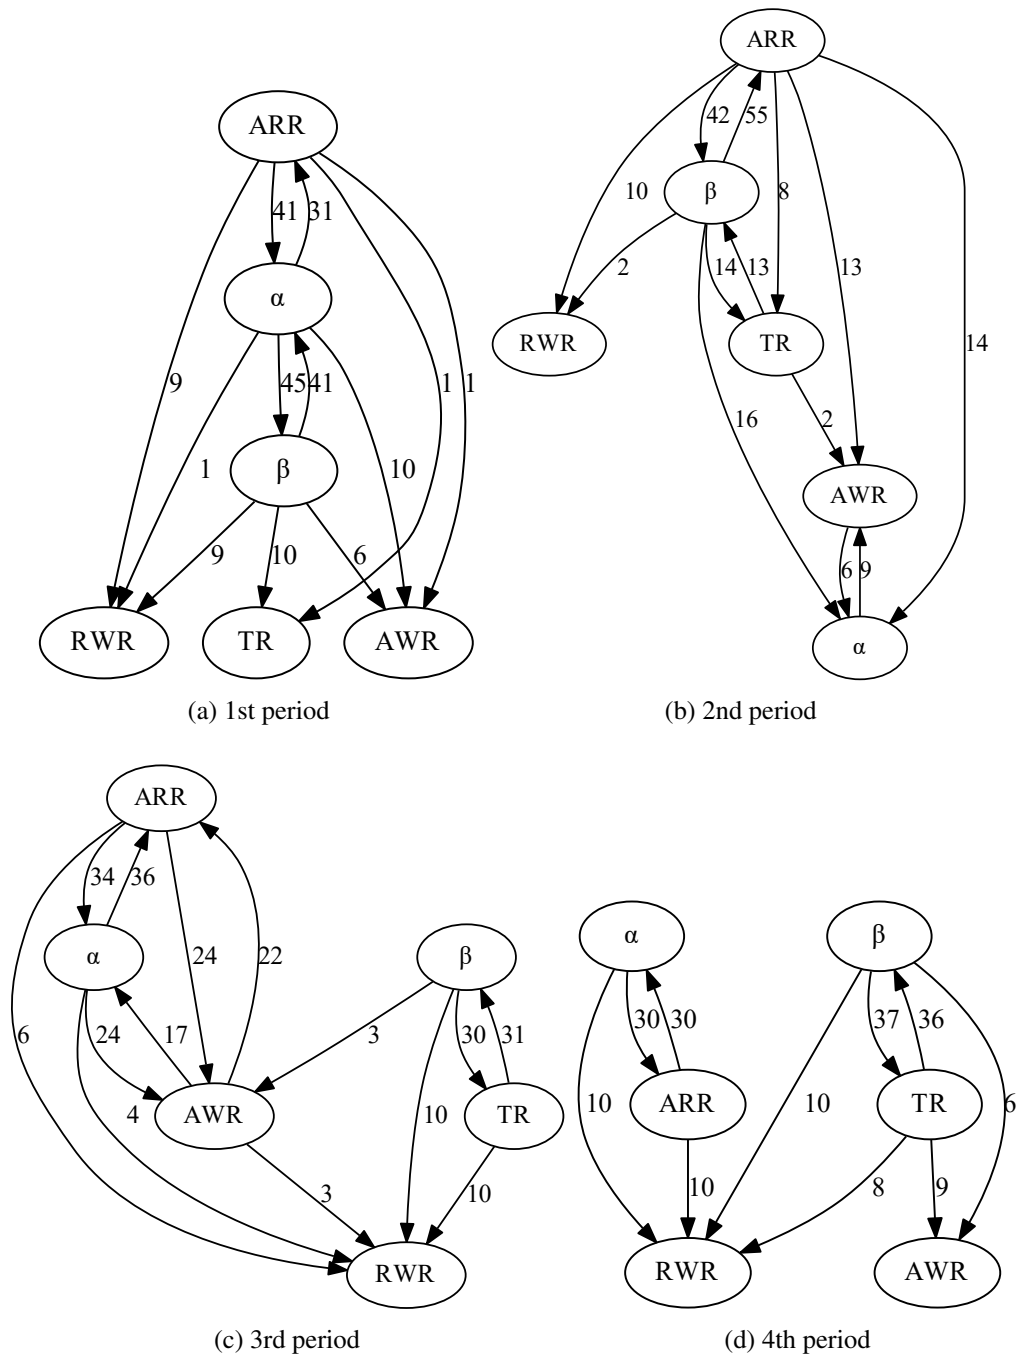 ARR
41
31
α
9
45
41
1
1
1
10
β
9
10
6
RWR
TR
AWR
(a) 1st period
ARR
42
55
10
β
8
2
14
13
13
RWR
TR
14
16
2
AWR
6
9
α
(b) 2nd period
ARR
34
36
α
24
22
β
6
24
17
3
30
31
4
AWR
10
TR
3
10
RWR
(c) 3rd period
α
β
30
30
37
36
10
ARR
10
TR
6
10
8
9
RWR
AWR
(d) 4th period